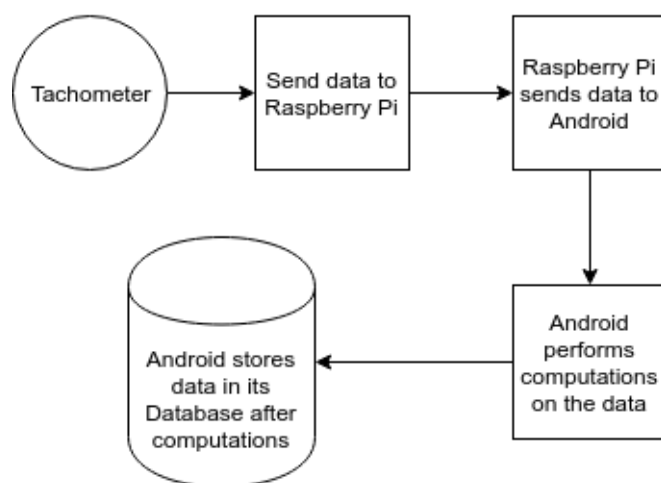 Tachometer
Send data to
Raspberry Pi
Raspberry Pi
sends data to
Android
Android
performs
computations
on the data
Android stores
data in its
Database after
computations